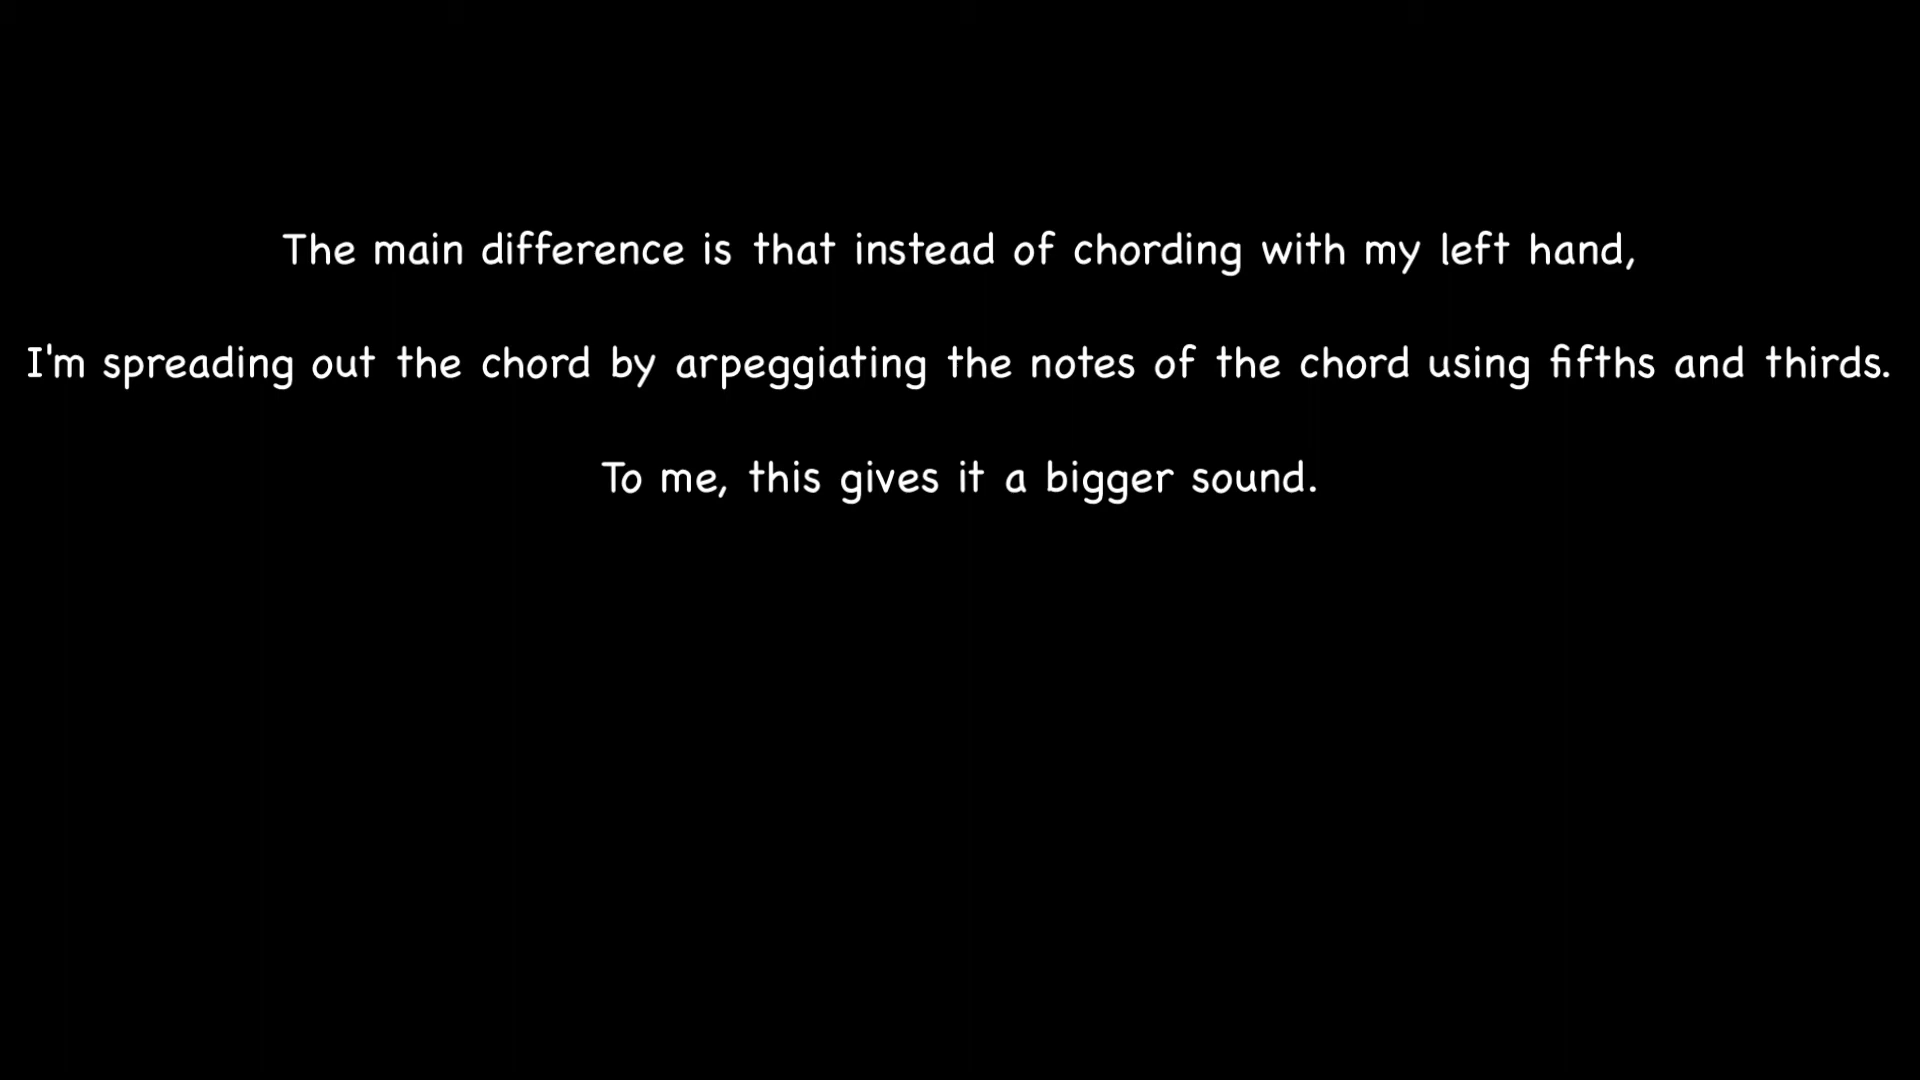 The main difference is that instead of chording with my left hand,
I'm spreading out the chord by arpeggiating the notes of the chord using fifths and thirds.
To me, this gives it a bigger sound.